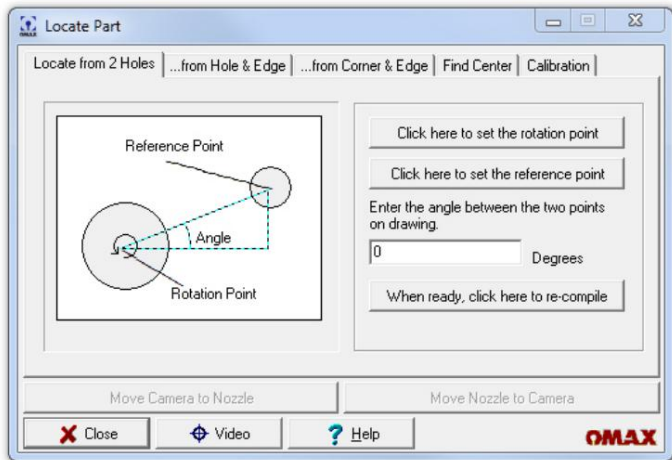 Locate Part
Locate from 2 Holes
...from Hole & Edge
...from Corner & Edge
Find Center
Calibration
Reference Point
Angle
Rotation Point
Click here to set the rotation point
Click here to set the reference point
Enter the angle between the two points
on drawing.
0
Degrees
When ready, click here to re-compile
Move Camera to Nozzle
Move Nozzle to Camera
Close
Video
? Help
OMAX